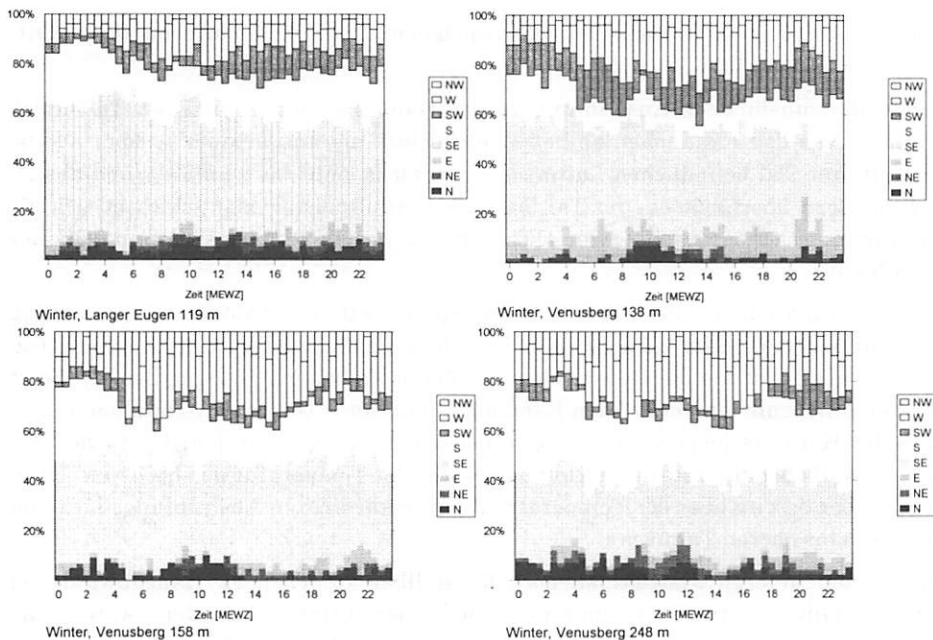 100%
80%
60%
40%
20%
NW
W
SW
S
SE
E
NE
N
0 2 4 6 8 10 12 14 16 18 20 22
Zeit [MEWZ]
Winter, Langer Eugen 119 m
100%
80%
60%
40%
20%
NW
W
SW
S
SE
E
NE
N
0 2 4 6 8 10 12 14 16 18 20 22
Zeit [MEWZ]
Winter, Venusberg 138 m
100%
80%
60%
40%
20%
NW
W
SW
S
SE
E
NE
N
0 2 4 6 8 10 12 14 16 18 20 22
Zeit [MEWZ]
Winter, Venusberg 158 m
100%
80%
60%
40%
20%
NW
W
SW
S
SE
E
NE
N
0 2 4 6 8 10 12 14 16 18 20 22
Zeit [MEWZ]
Winter, Venusberg 248 m